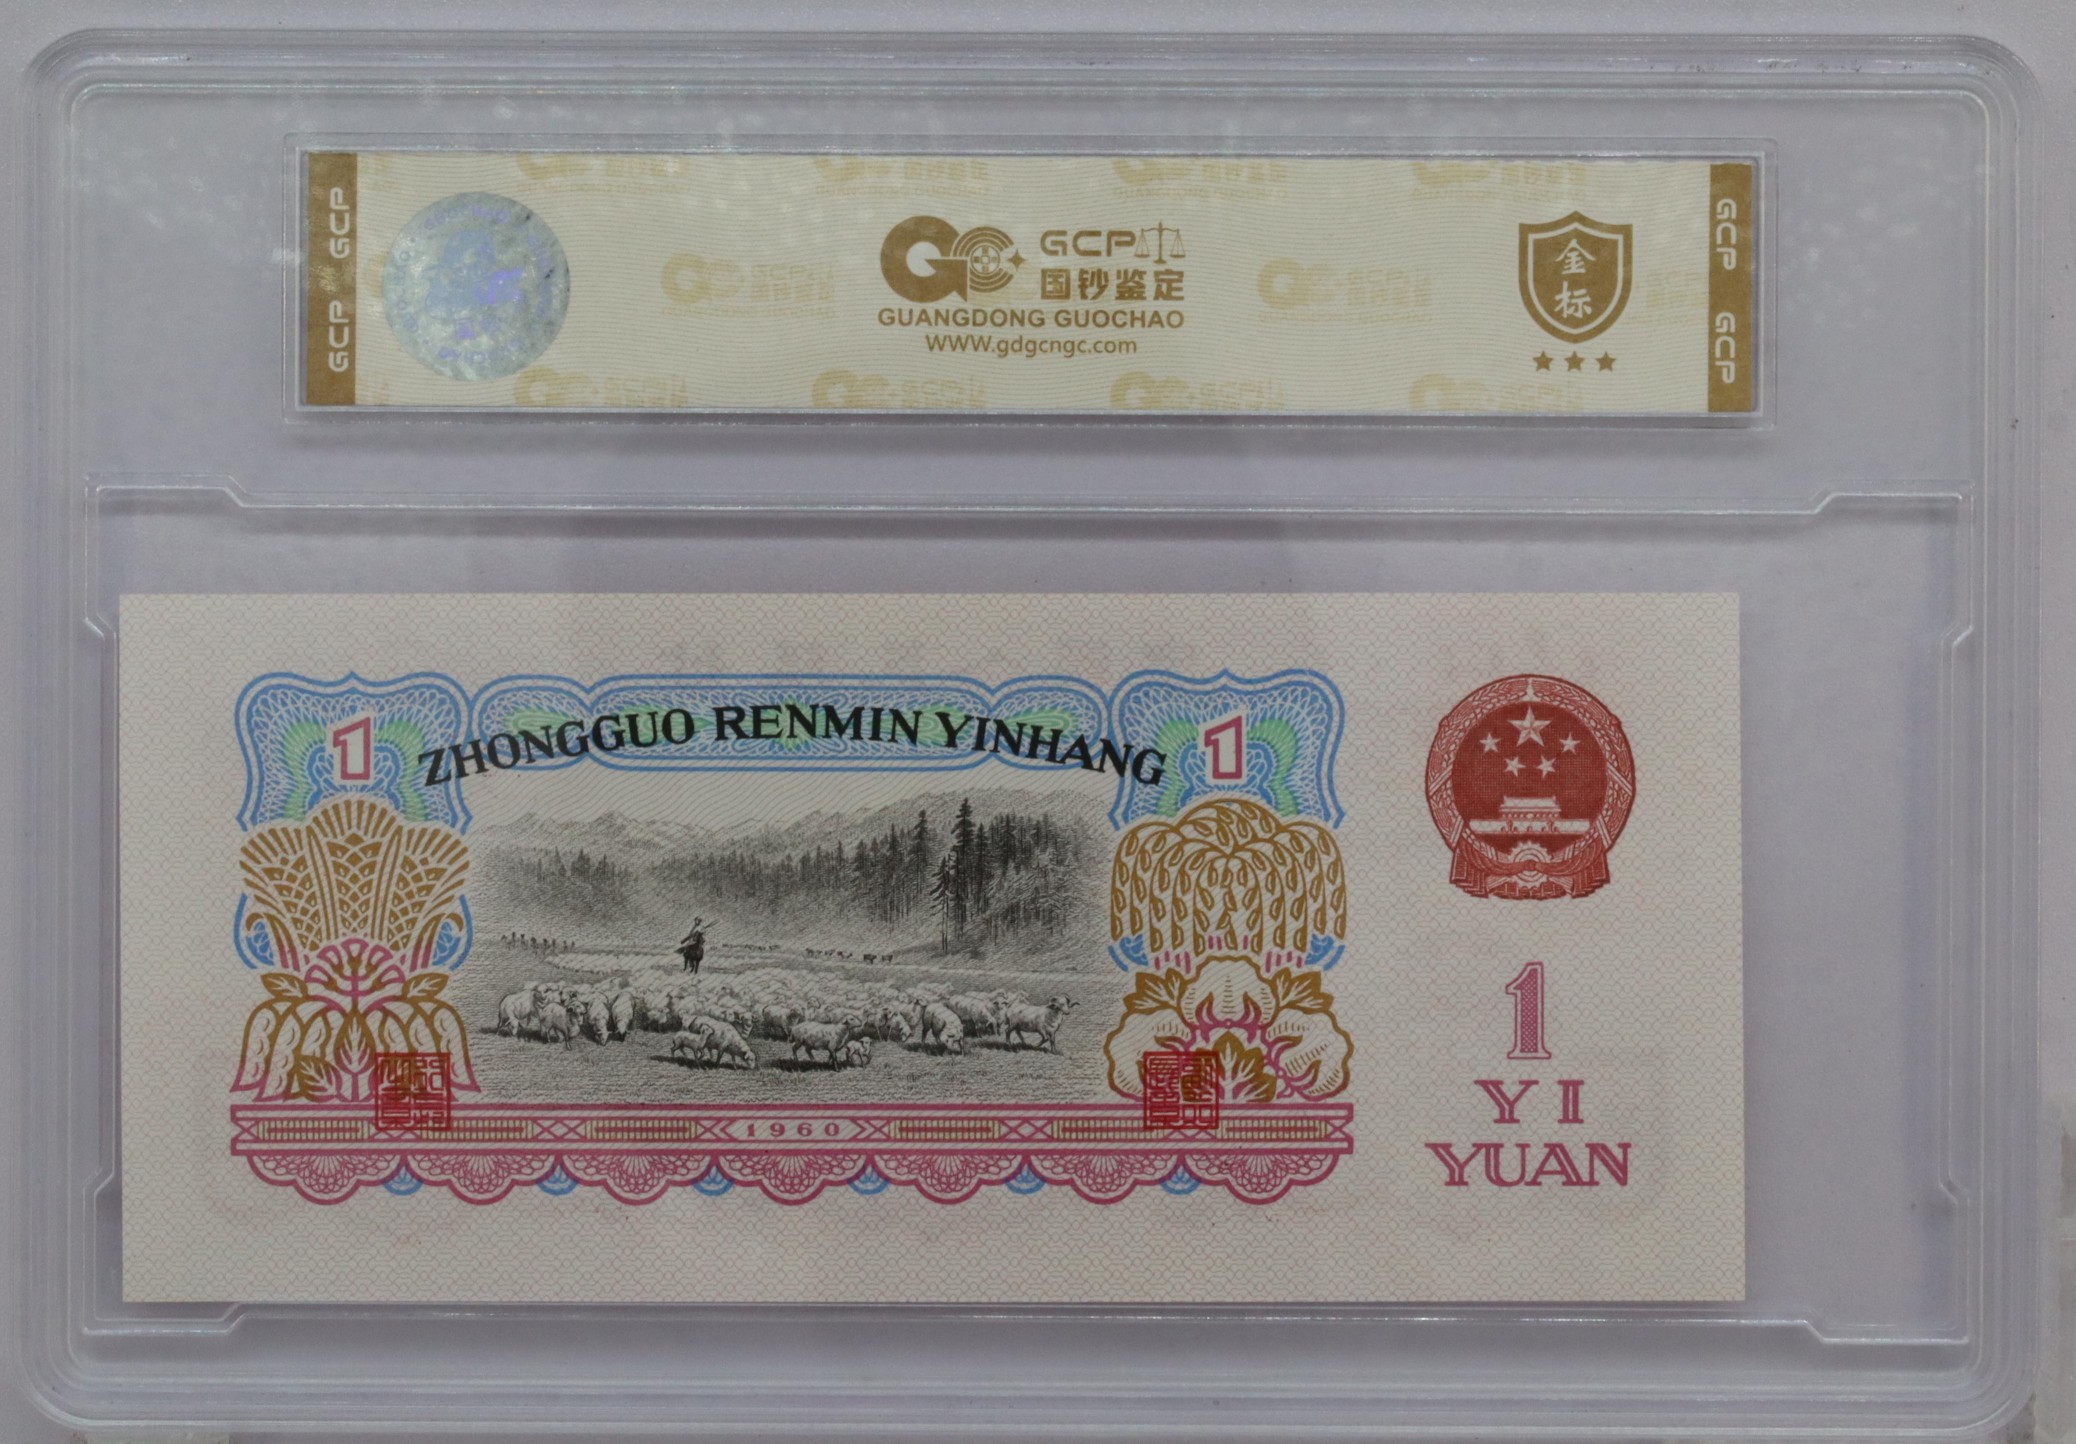 GCP GCP
GCP
国钞鉴定
GUANGDONG GUOCHAO
WWW.gdgcngc.com
金标
GCP GCP
1
ZHONGGUO RENMIN YINHANG
1
1960
1
YI
YUAN